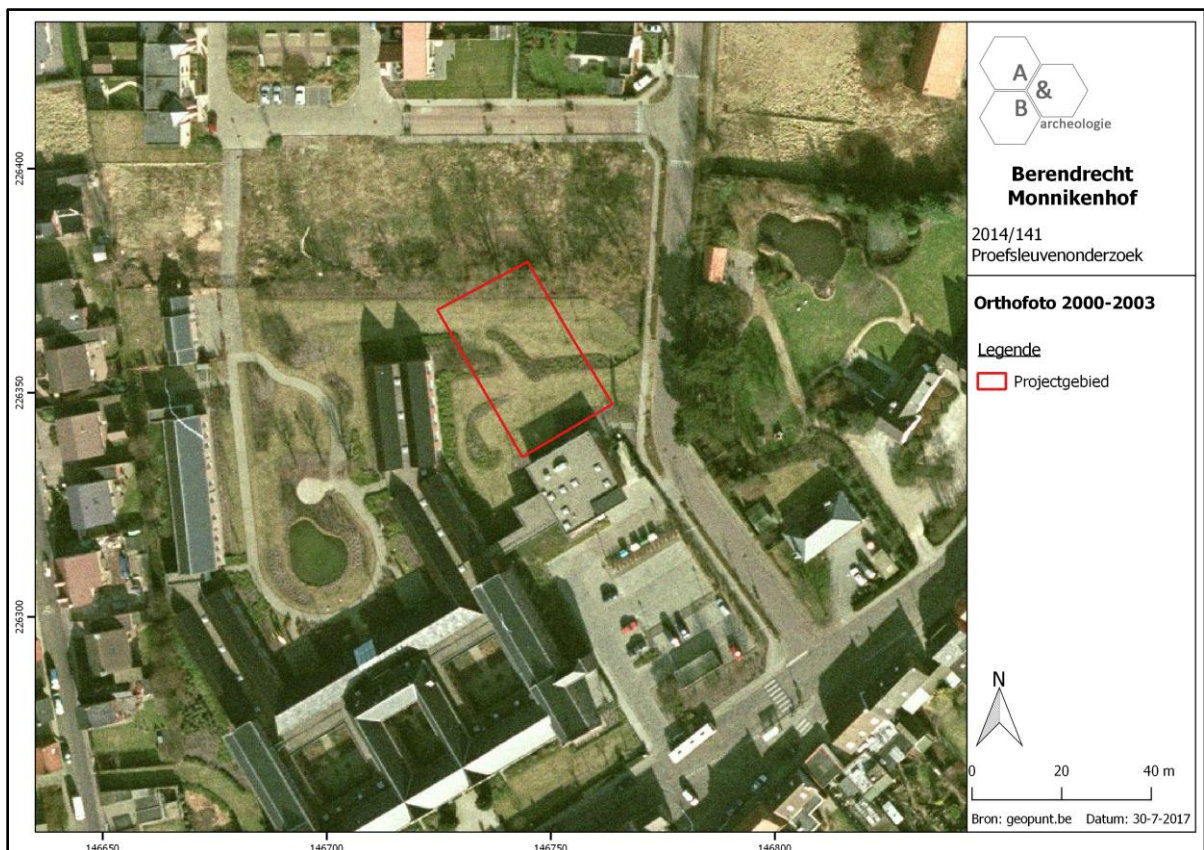 226400
226350
226300
146650
146700
146750
146800
A
&
B
archeologie
Berendrecht
Monnikenhof
2014/141
Proefsleuvenonderzoek
Orthofoto 2000-2003
Legende
Projectgebied
N
0 20 40 m
Bron: geopunt.be Datum: 30-7-2017